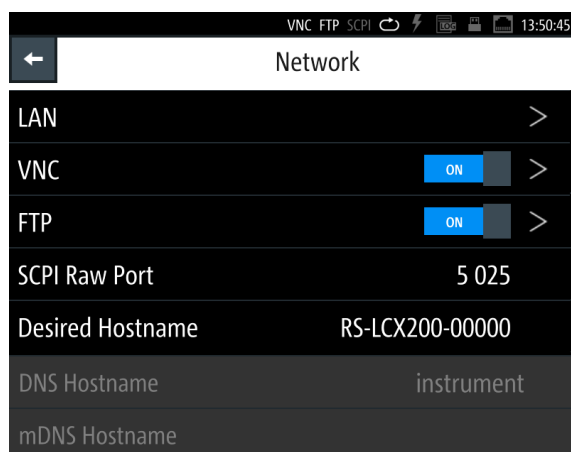 VNC FTP SCPI LOG 13:50:45
Network
LAN >
VNC ON >
FTP ON >
SCPI Raw Port 5 025
Desired Hostname RS-LCX200-00000
DNS Hostname instrument
mDNS Hostname